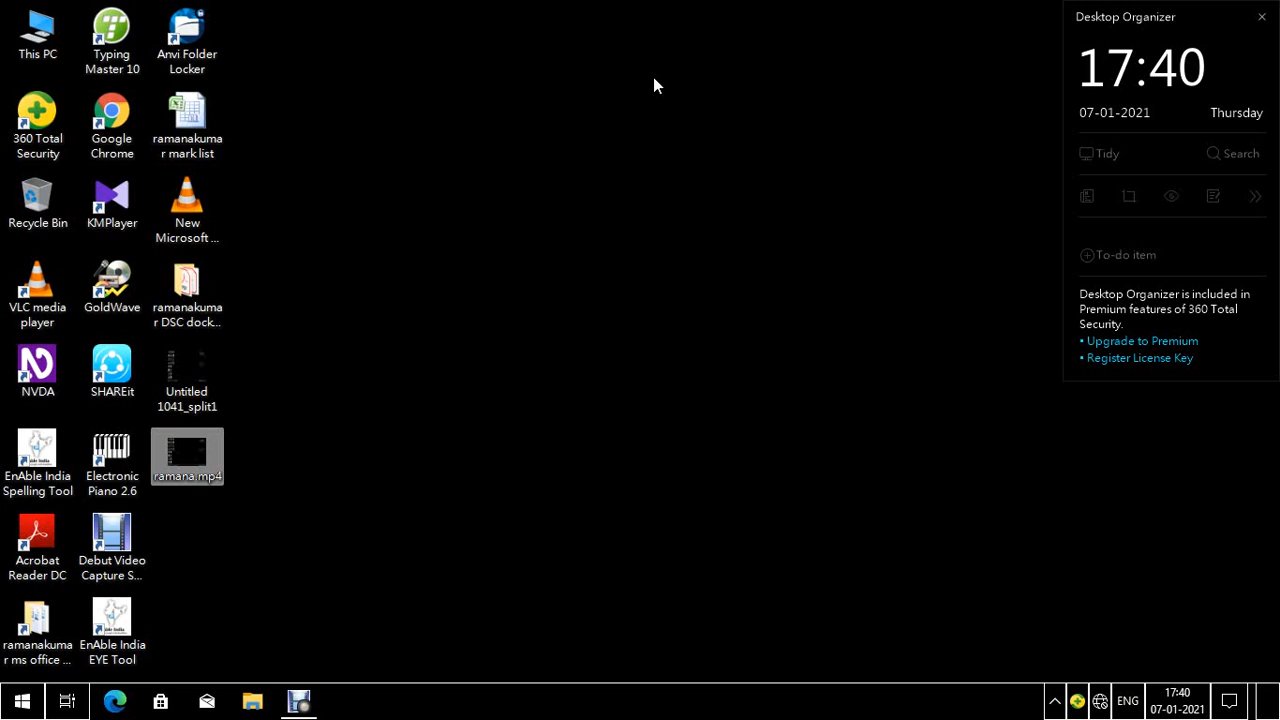 This PC
Typing
Master 10
Anvi Folder
Locker
360 Total
Security
Google
Chrome
ramanakuma
r mark list
Recycle Bin
KMPlayer
New
Microsoft ...
VLC media
player
GoldWave
ramanakuma
r DSC dock...
NVDA
SHAREit
Untitled
1041_split1
EnAble India
Spelling Tool
Electronic
Piano 2.6
ramana.mp4
Acrobat
Reader DC
Debut Video
Capture S...
ramanakuma
r ms office ...
EnAble India
EYE Tool
Desktop Organizer
17:40
07-01-2021 Thursday
Tidy Search
To-do item
Desktop Organizer is included in
Premium features of 360 Total
Security.
• Upgrade to Premium
• Register License Key
ENG
17:40
07-01-2021